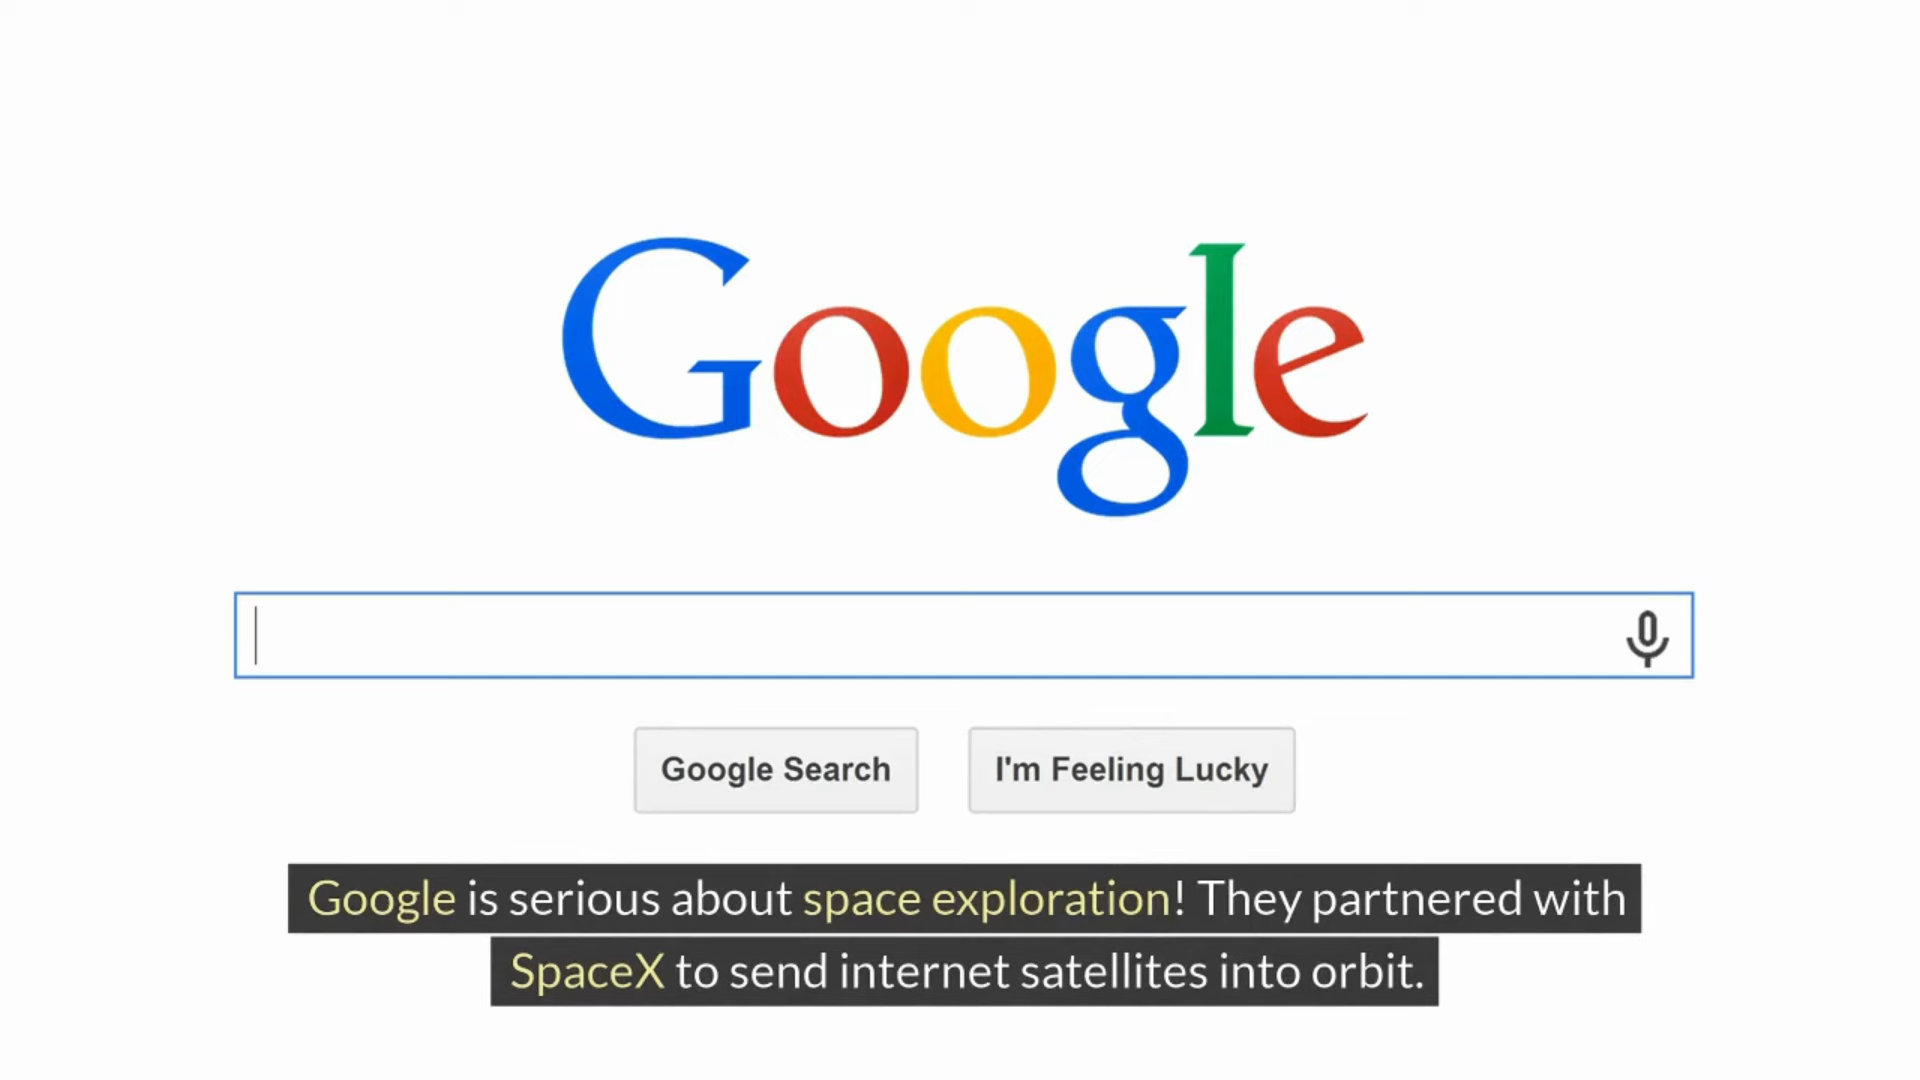 Google
Google Search
I'm Feeling Lucky
Google is serious about space exploration! They partnered with
SpaceX to send internet satellites into orbit.